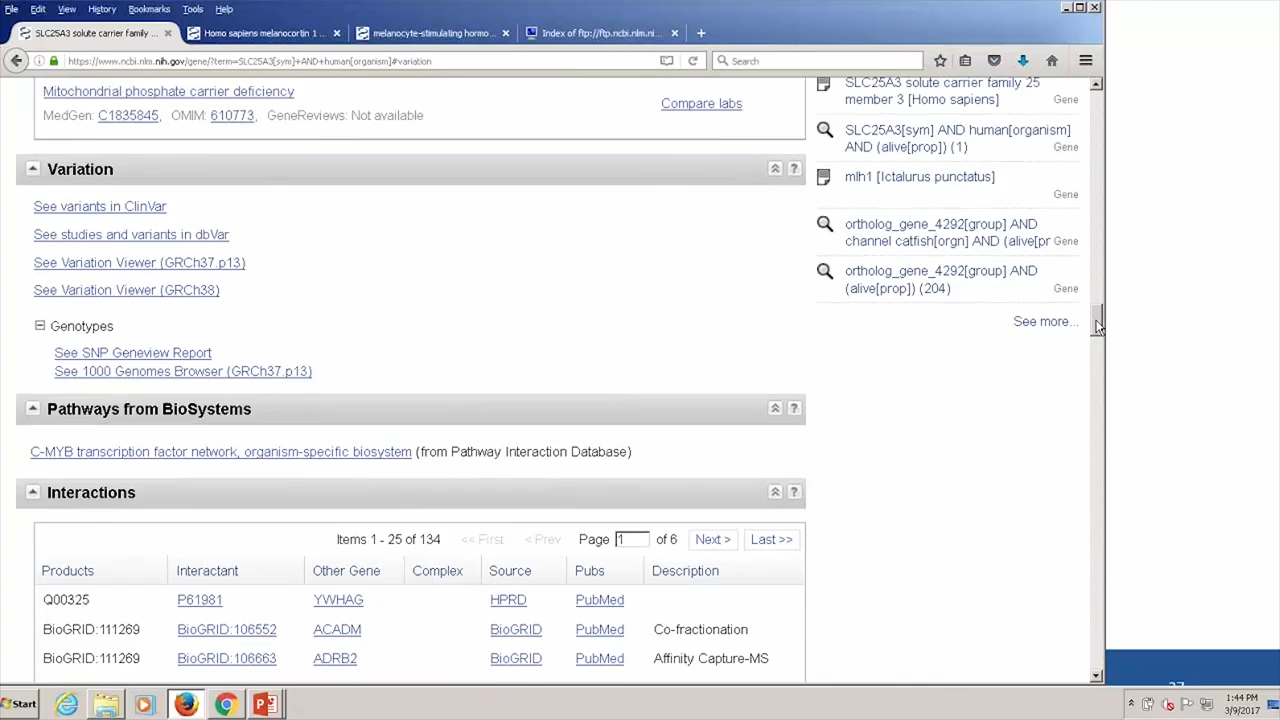 File Edit View History Bookmarks Tools Help
SLC25A3 solute carrier family ... × Homo sapiens melanocortin 1 ... × melanocyte-stimulating hormo... × Index of ftp://ftp.ncbi.nlm.ni... × +
https://www.ncbi.nlm.nih.gov/gene/?term=SLC25A3[sym]+AND+human[organism]#variation Search
Mitochondrial phosphate carrier deficiency
MedGen: C1835845, OMIM: 610773, GeneReviews: Not available
Compare labs
Variation
See variants in ClinVar
See studies and variants in dbVar
See Variation Viewer (GRCh37.p13)
See Variation Viewer (GRCh38)
Genotypes
See SNP Geneview Report
See 1000 Genomes Browser (GRCh37.p13)
Pathways from BioSystems
C-MYB transcription factor network, organism-specific biosystem (from Pathway Interaction Database)
Interactions
Items 1 - 25 of 134 << First < Prev Page 1 of 6 Next > Last >>
Products Interactant Other Gene Complex Source Pubs Description
Q00325 P61981 YWHAG HPRD PubMed
BioGRID:111269 BioGRID:106552 ACADM BioGRID PubMed Co-fractionation
BioGRID:111269 BioGRID:106663 ADRB2 BioGRID PubMed Affinity Capture-MS
SLC25A3 solute carrier family 25
member 3 [Homo sapiens] Gene
SLC25A3[sym] AND human[organism]
AND (alive[prop]) (1) Gene
mlh1 [Ictalurus punctatus]
Gene
ortholog_gene_4292[group] AND
channel catfish[orgn] AND (alive[pr Gene
ortholog_gene_4292[group] AND
(alive[prop]) (204) Gene
See more...
Start
1:44 PM
3/9/2017